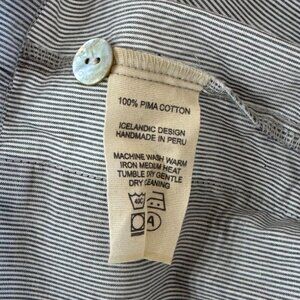 100% PIMA COTTON
ICELANDIC DESIGN
HANDMADE IN PERU
MACHINE WASH WARM
IRON MEDIUM HEAT
TUMBLE DRY GENTLE
DRY CLEANING